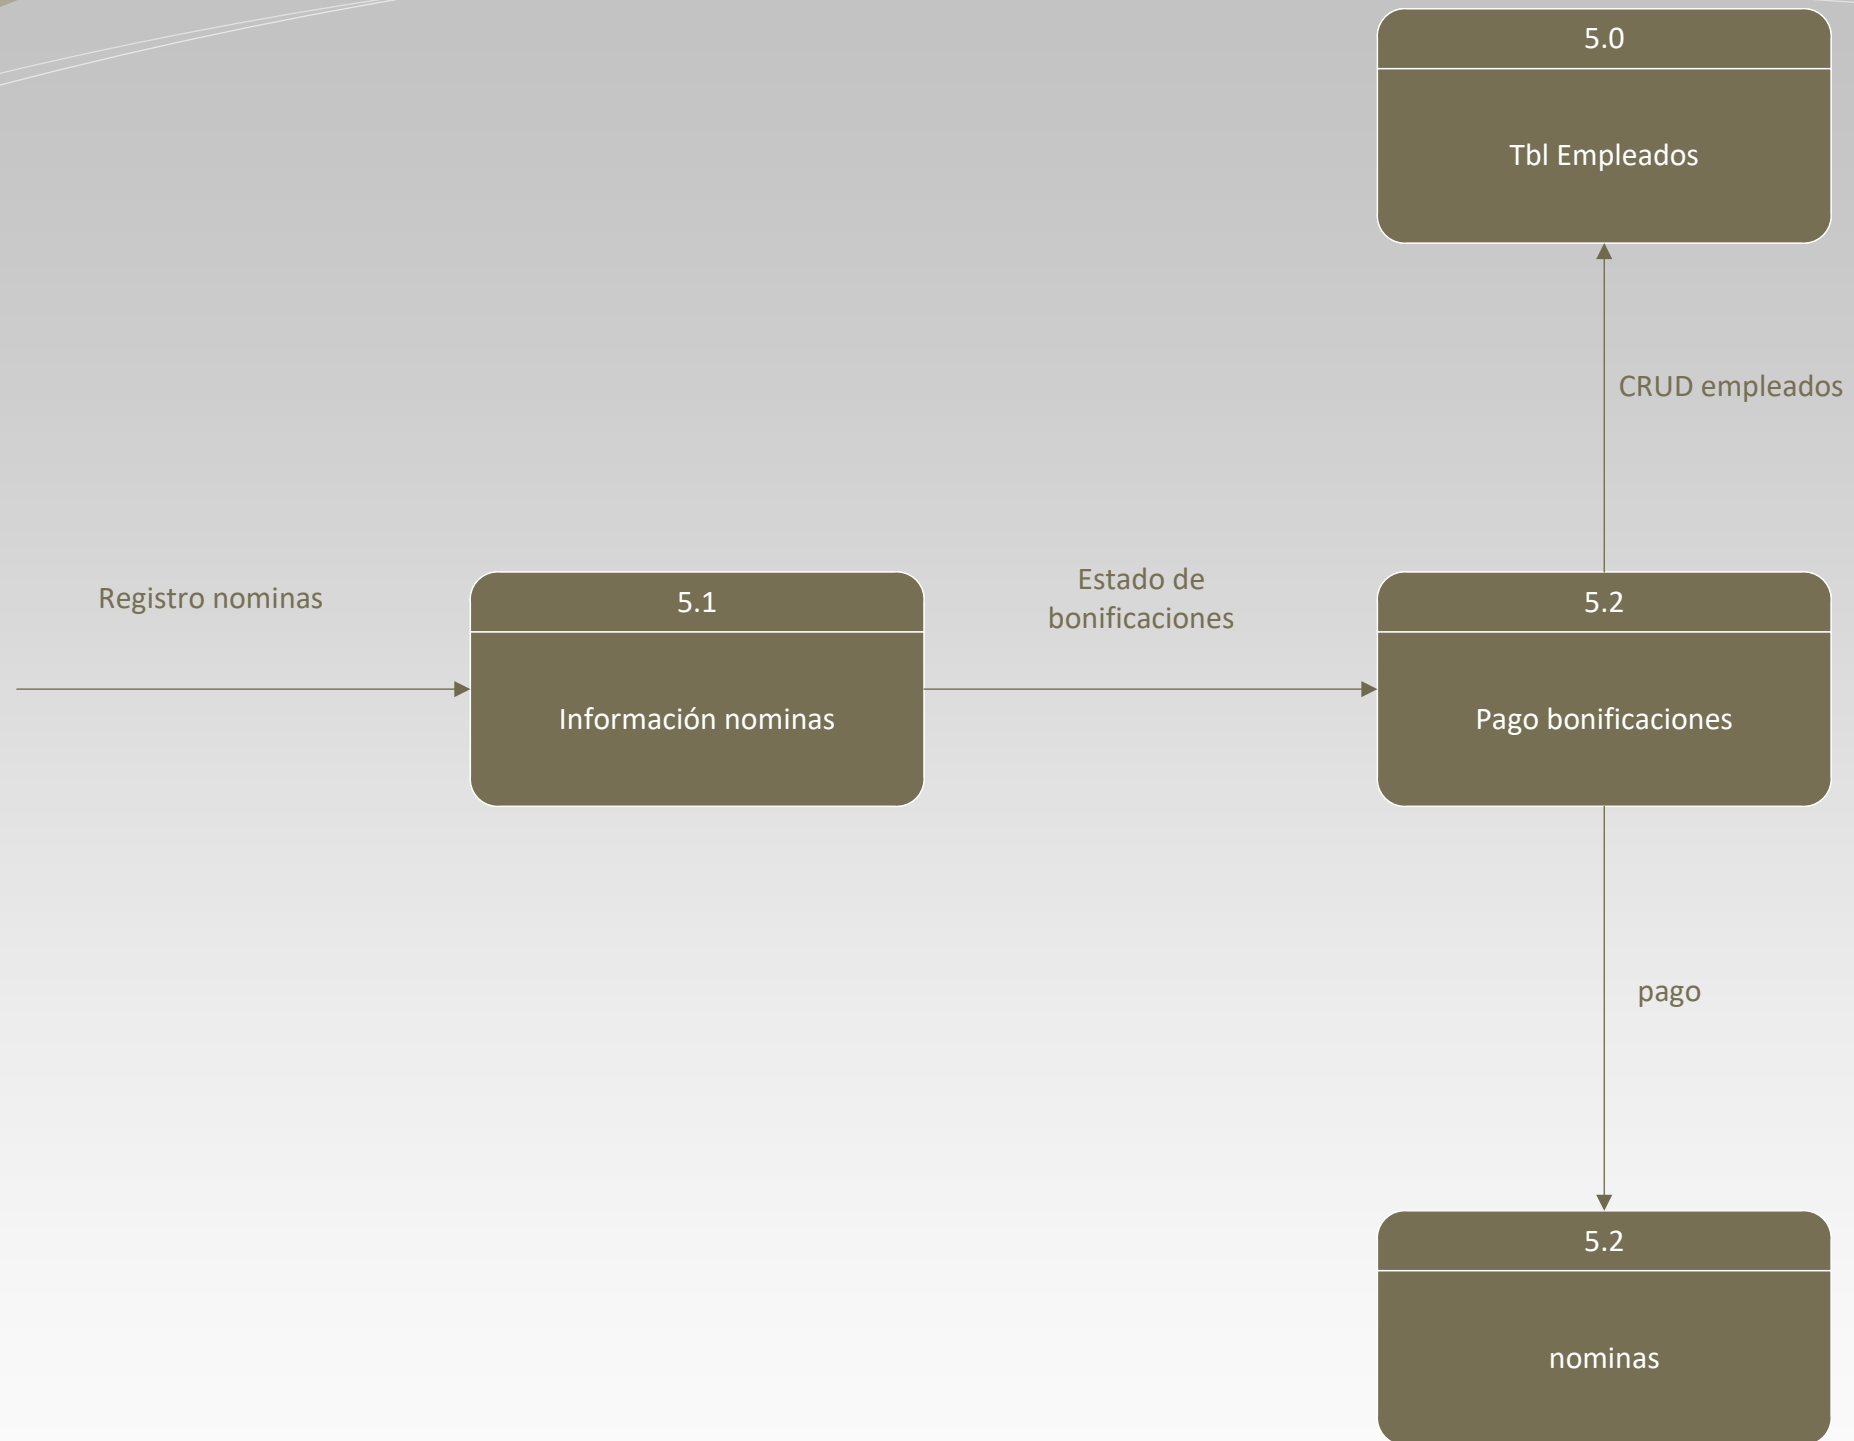 5.0
Tbl Empleados
CRUD empleados
Registro nominas
5.1
Información nominas
Estado de
bonificaciones
5.2
Pago bonificaciones
pago
5.2
nominas